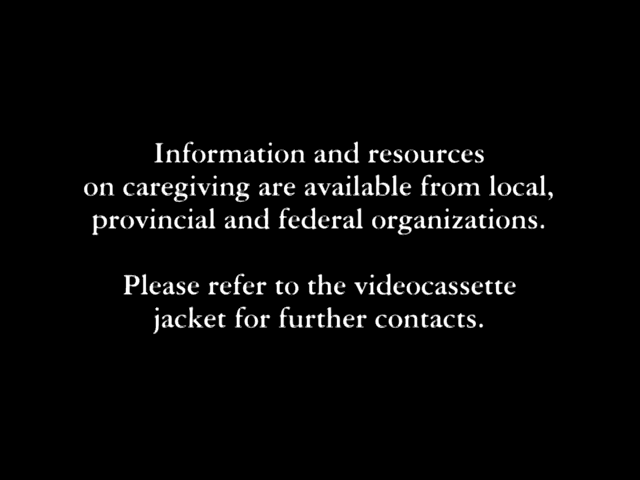 Information and resources
on caregiving are available from local,
provincial and federal organizations.
Please refer to the videocassette
jacket for further contacts.